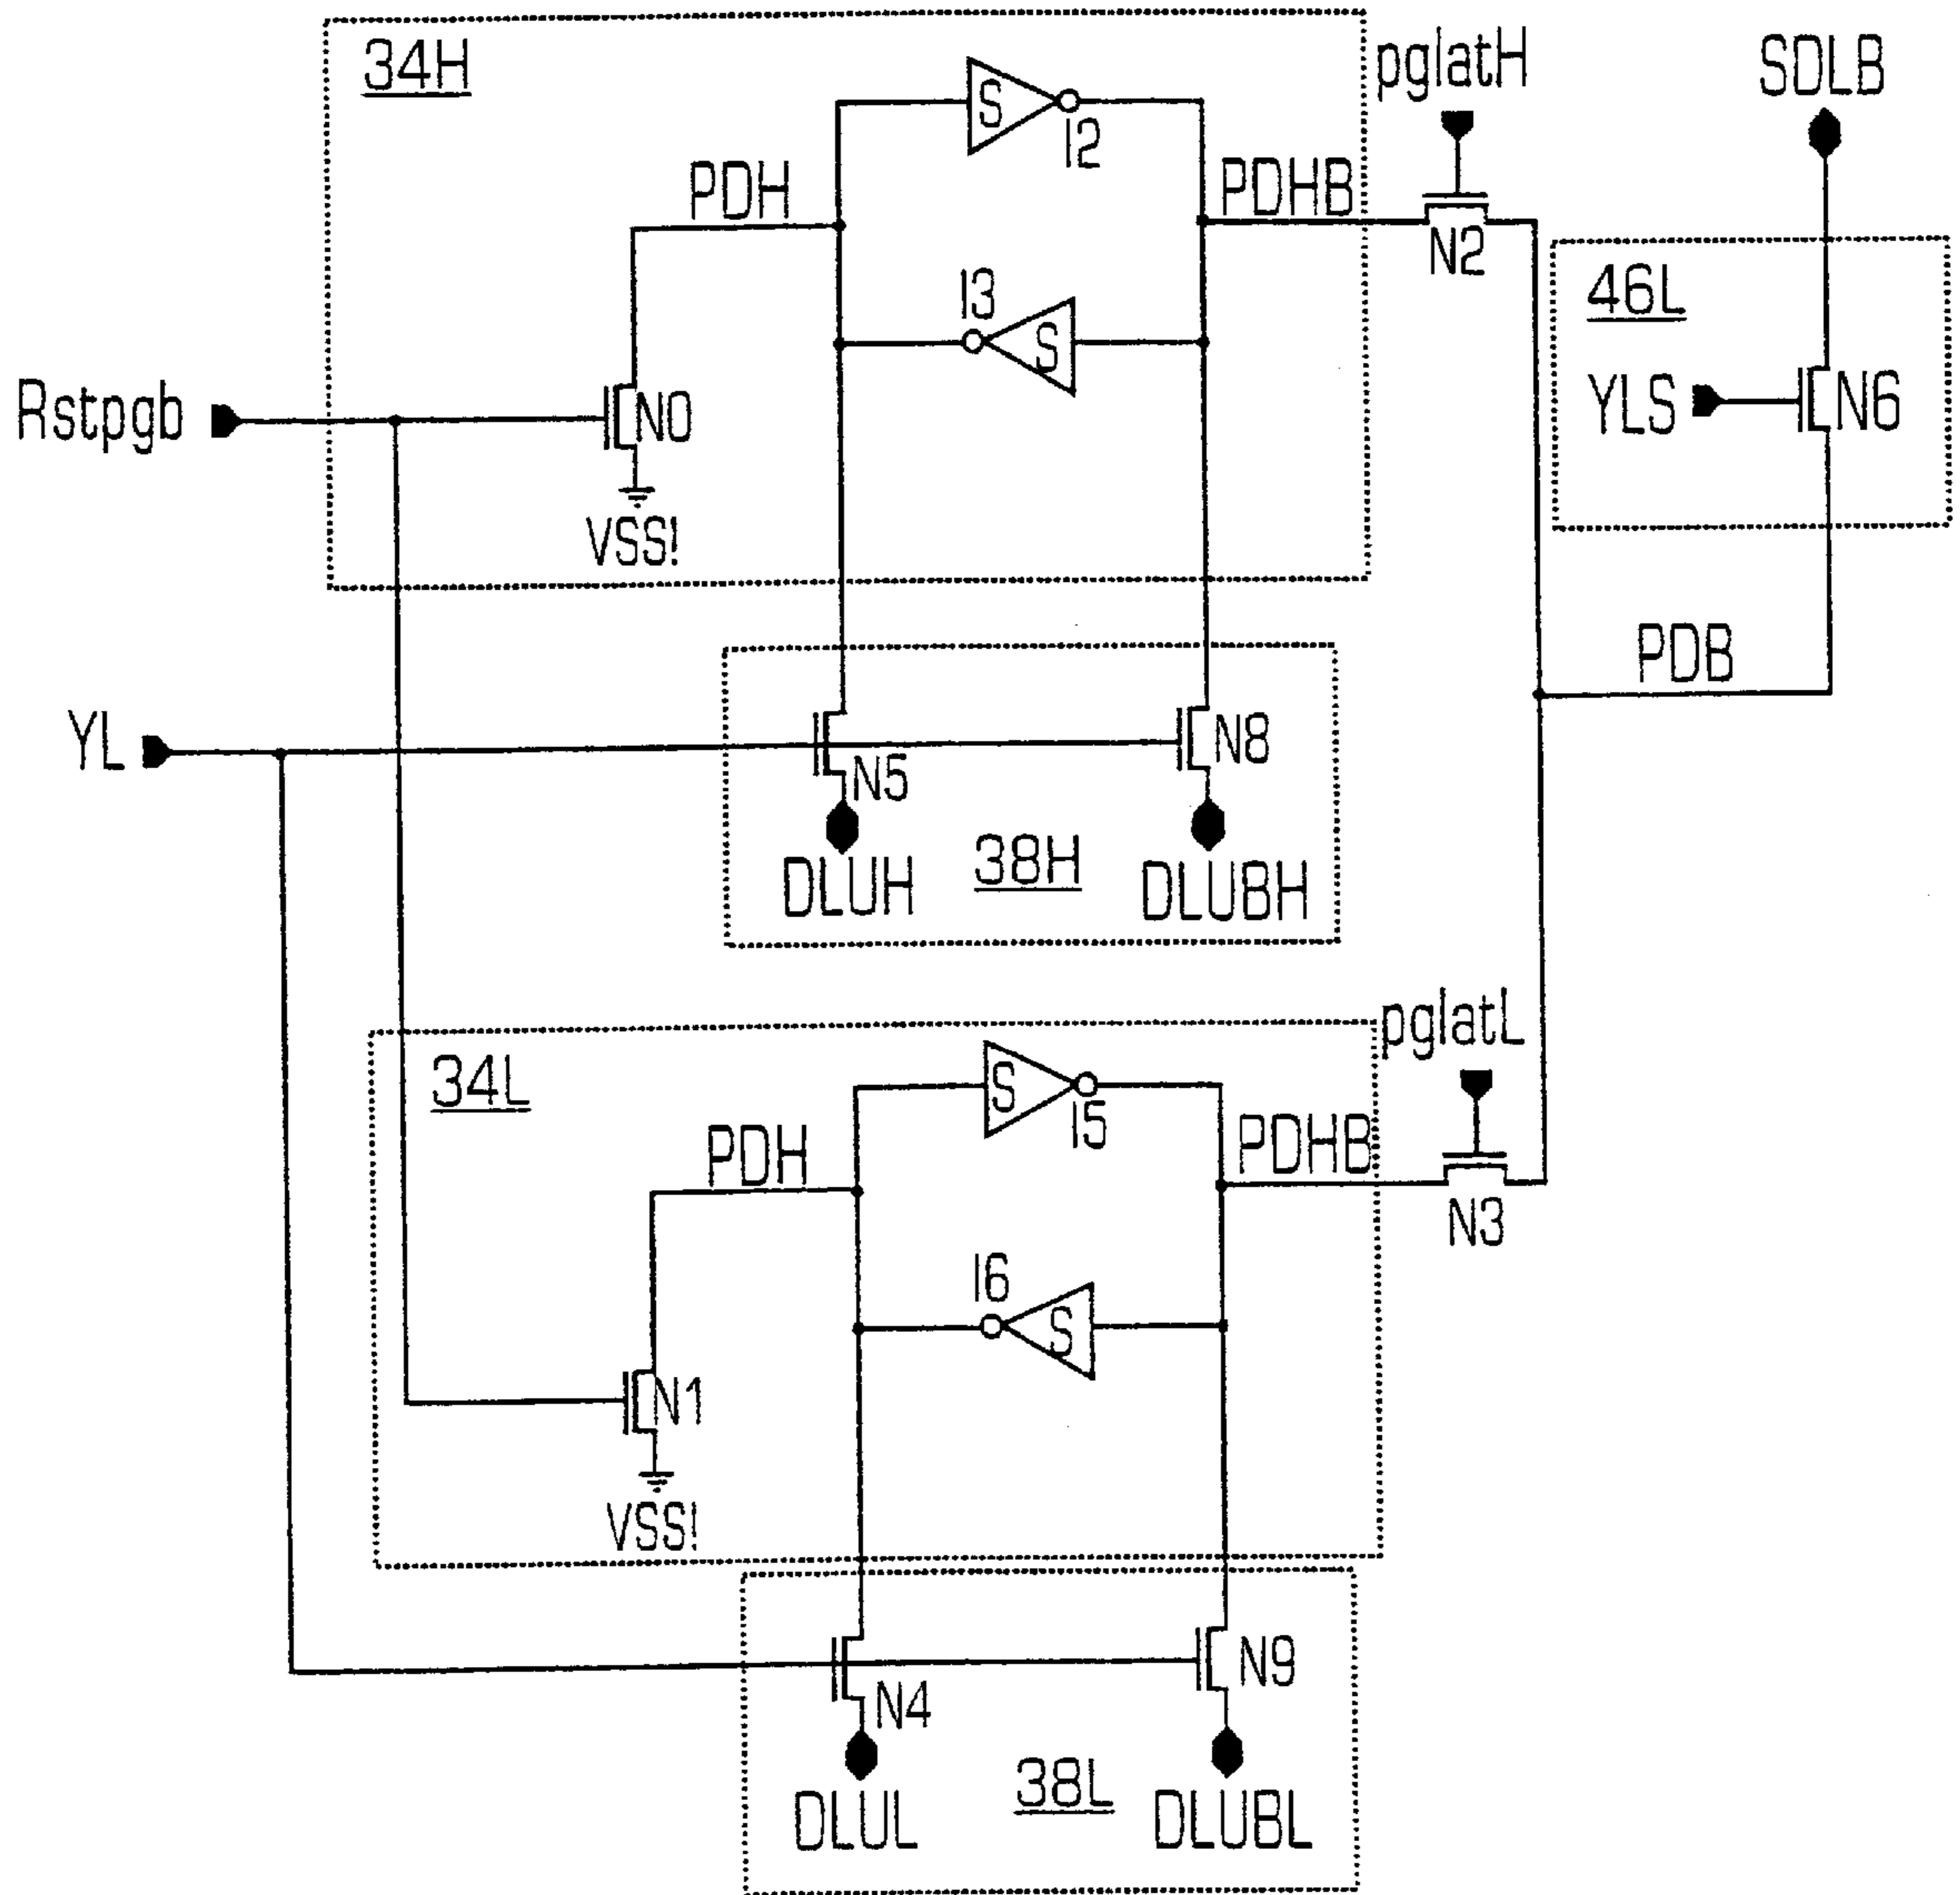 34H
pglatH
SDLB
S
I2
PDH
PDHB
N2
I3
S
46L
Rstpgb
N0
YLS
N6
VSS!
PDB
YL
N5
N8
DLUH
38H
DLUBH
pglatL
34L
S
I5
PDH
PDHB
N3
I6
S
N1
VSS!
N4
N9
DLUL
38L
DLUBL